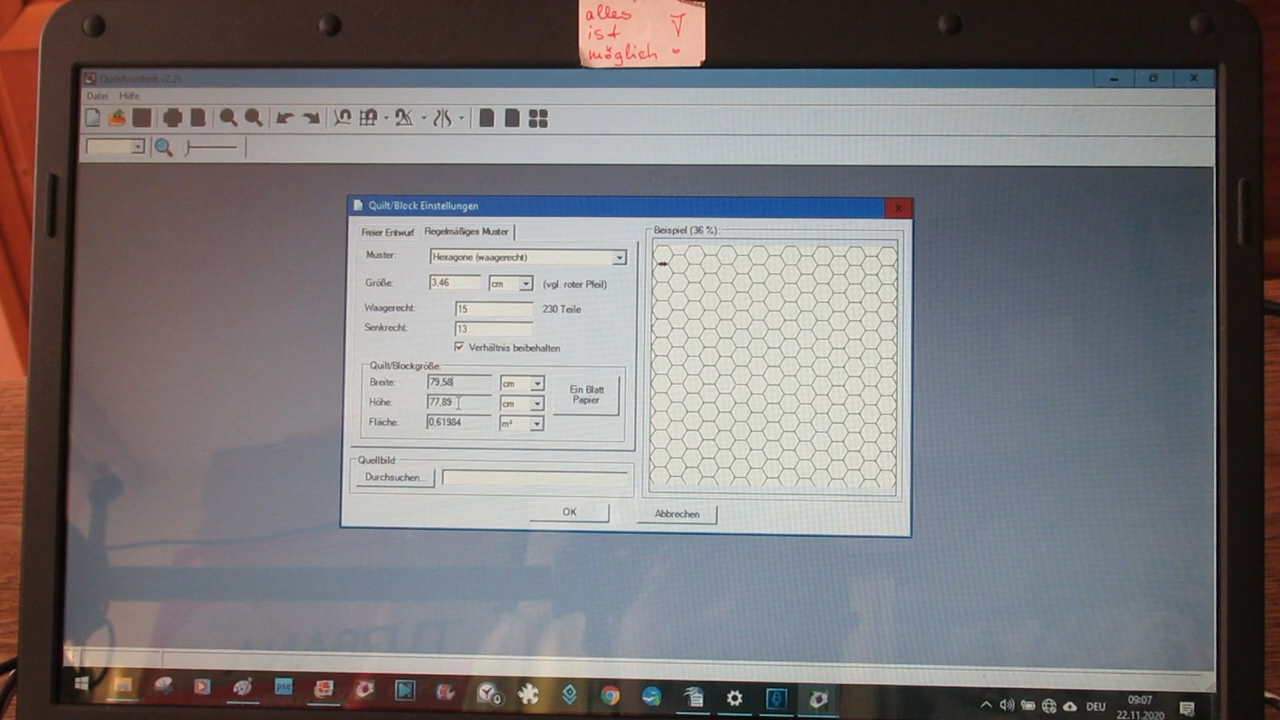 alles
ist
möglich !
QuiltAssistent v2.25
Datei Hilfe
Quilt/Block Einstellungen
Freier Entwurf Regelmäßiges Muster
Muster: Hexagone (waagerecht)
Größe: 3,46 cm (vgl. roter Pfeil)
Waagerecht: 15 230 Teile
Senkrecht: 13
Verhältnis beibehalten
Quilt/Blockgröße:
Breite: 79,58 cm
Höhe: 77,89 cm
Fläche: 0,61984 m²
Ein Blatt
Papier
Quellbild:
Durchsuchen...
Beispiel (36 %):
OK Abbrechen
pse
DEU
09:07
22.11.2020